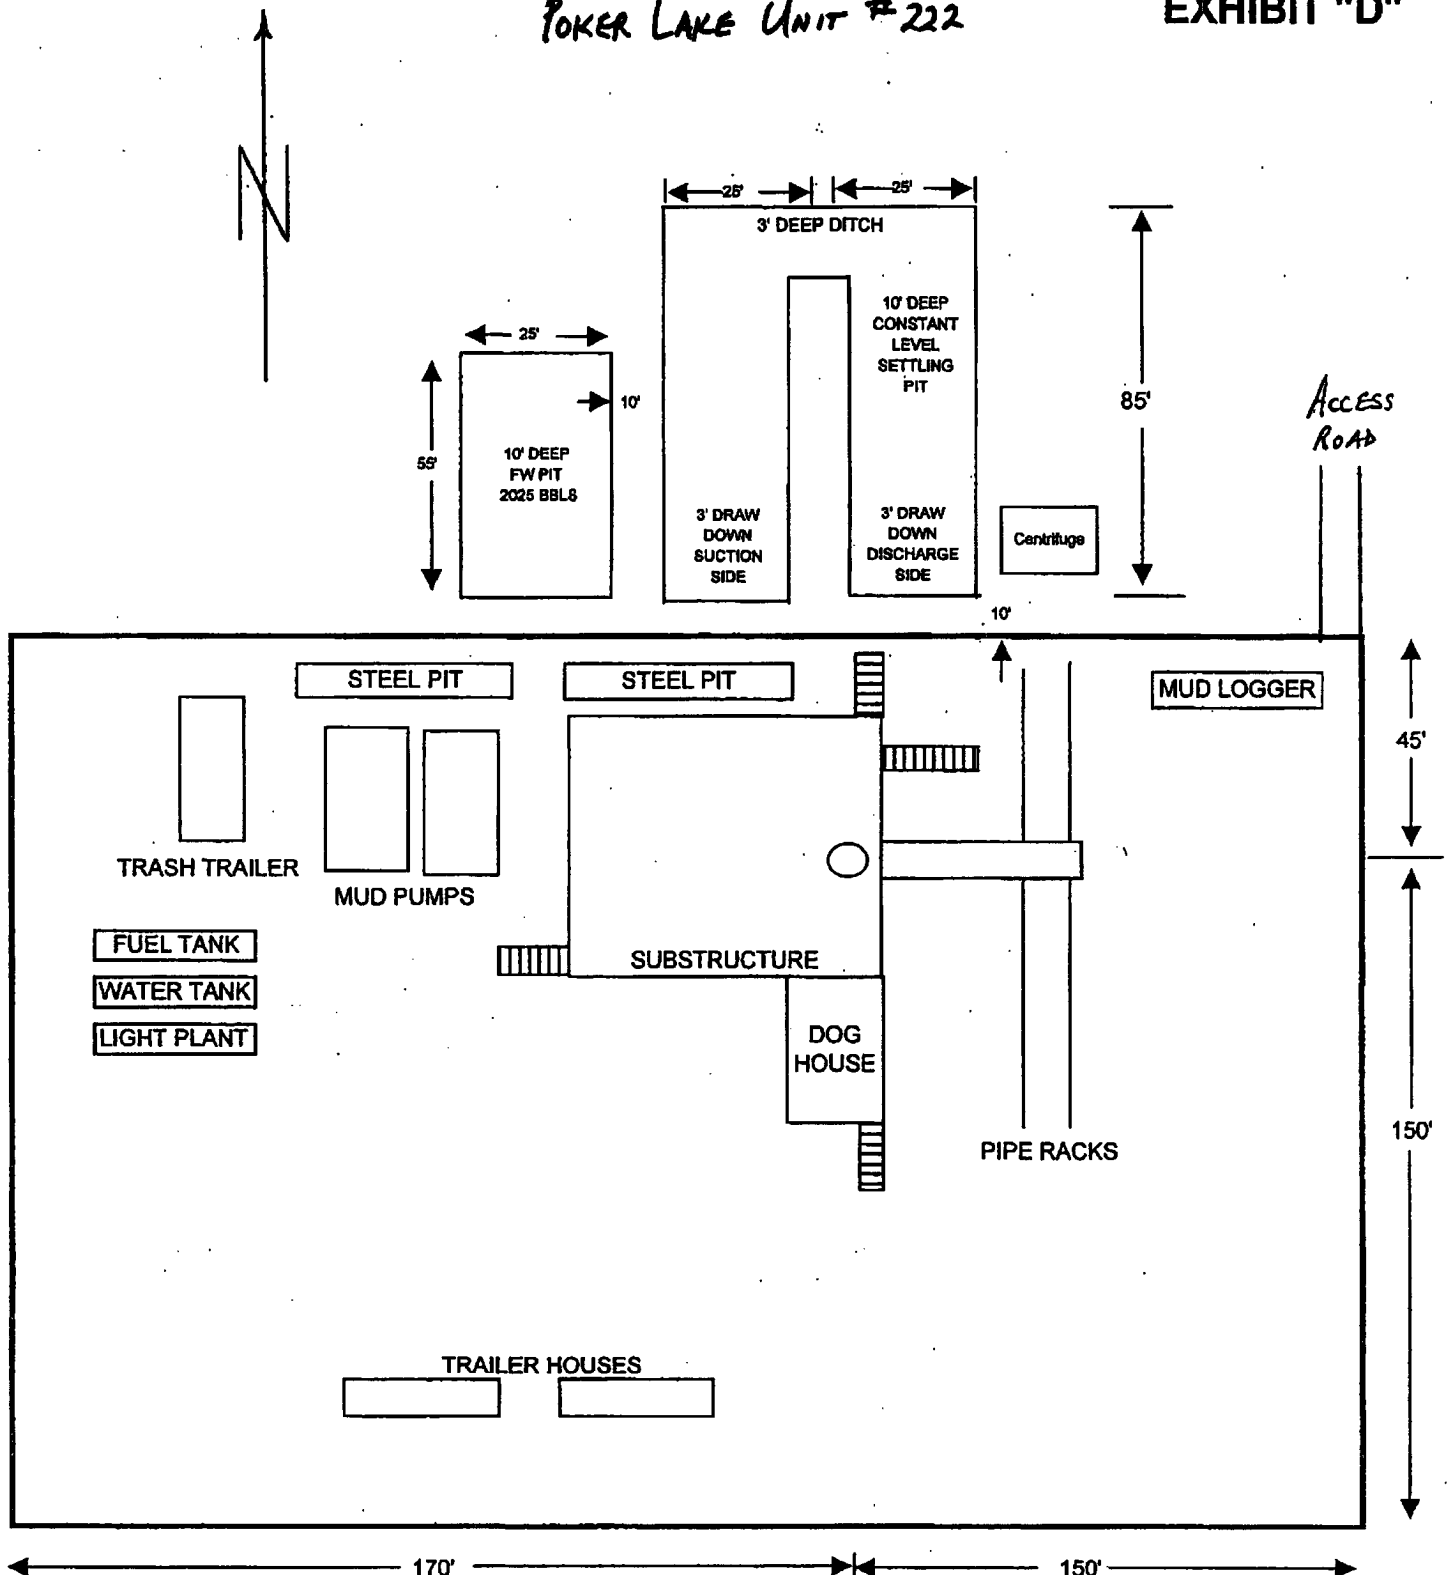 POKER LAKE UNIT #222
EXHIBIT "D"
N
25'
25'
3' DEEP DITCH
10' DEEP
CONSTANT
LEVEL
SETTLING
PIT
25'
10'
55'
10' DEEP
FW PIT
2025 BBLS
85'
ACCESS
ROAD
3' DRAW
DOWN
SUCTION
SIDE
3' DRAW
DOWN
DISCHARGE
SIDE
Centrifuge
10'
STEEL PIT
STEEL PIT
MUD LOGGER
45'
TRASH TRAILER
MUD PUMPS
FUEL TANK
WATER TANK
LIGHT PLANT
SUBSTRUCTURE
DOG
HOUSE
PIPE RACKS
150'
TRAILER HOUSES
170'
150'